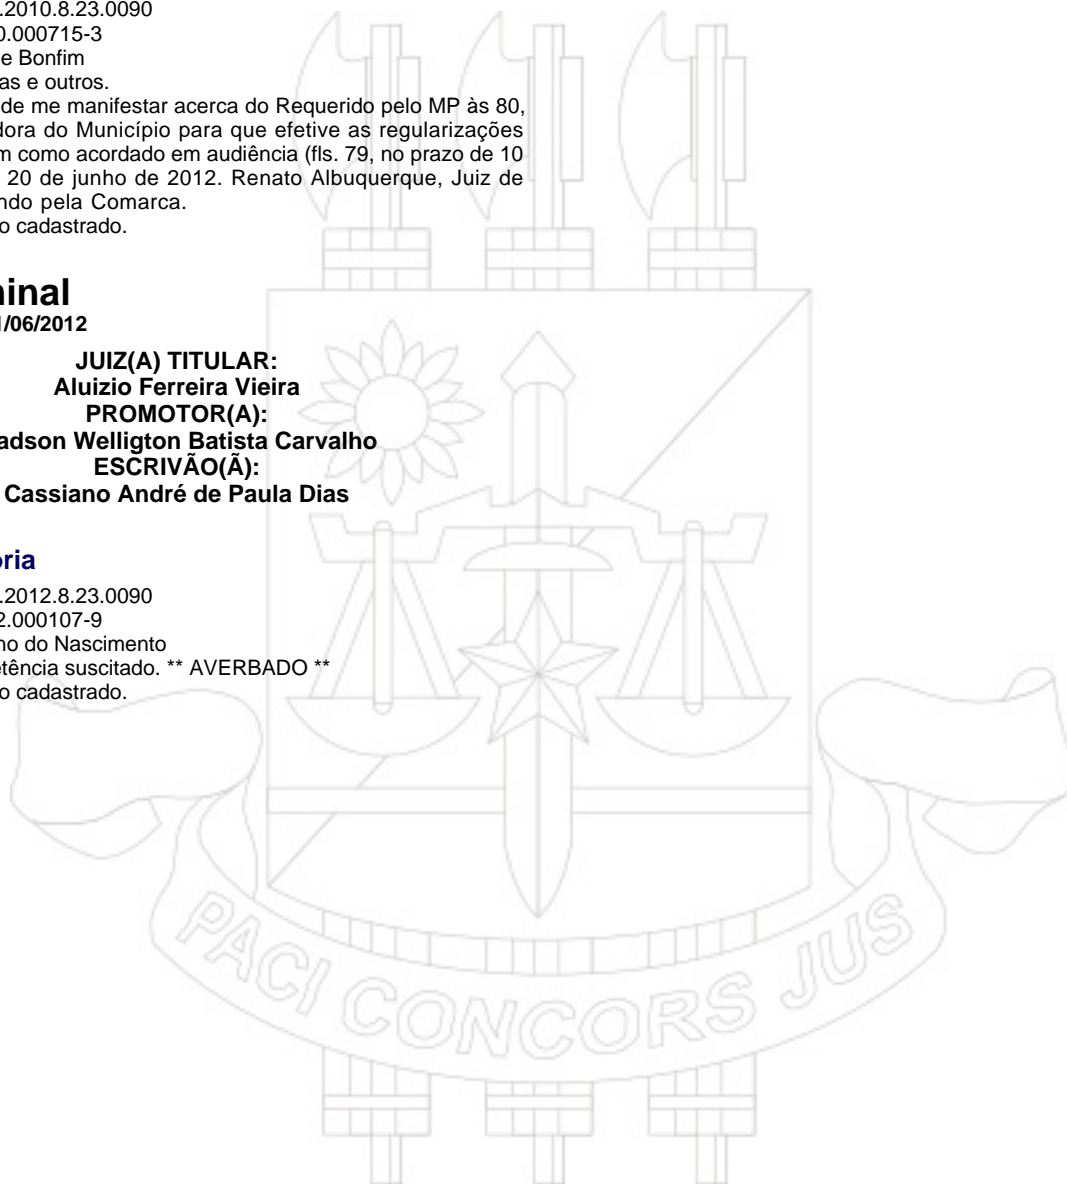 .2010.8.23.0090
0.000715-3
e Bonfim
as e outros.
de me manifestar acerca do Requerido pelo MP às 80,
dora do Município para que efetive as regularizações
m como acordado em audiência (fls. 79, no prazo de 10
20 de junho de 2012. Renato Albuquerque, Juiz de
ndo pela Comarca.
o cadastrado.
ninal
/06/2012
JUIZ(A) TITULAR:
Aluizio Ferreira Vieira
PROMOTOR(A):
adson Welligton Batista Carvalho
ESCRIVÃO(Ã):
Cassiano André de Paula Dias
oria
.2012.8.23.0090
2.000107-9
no do Nascimento
etência suscitado. ** AVERBADO **
o cadastrado.
PACI CONCORS JUS